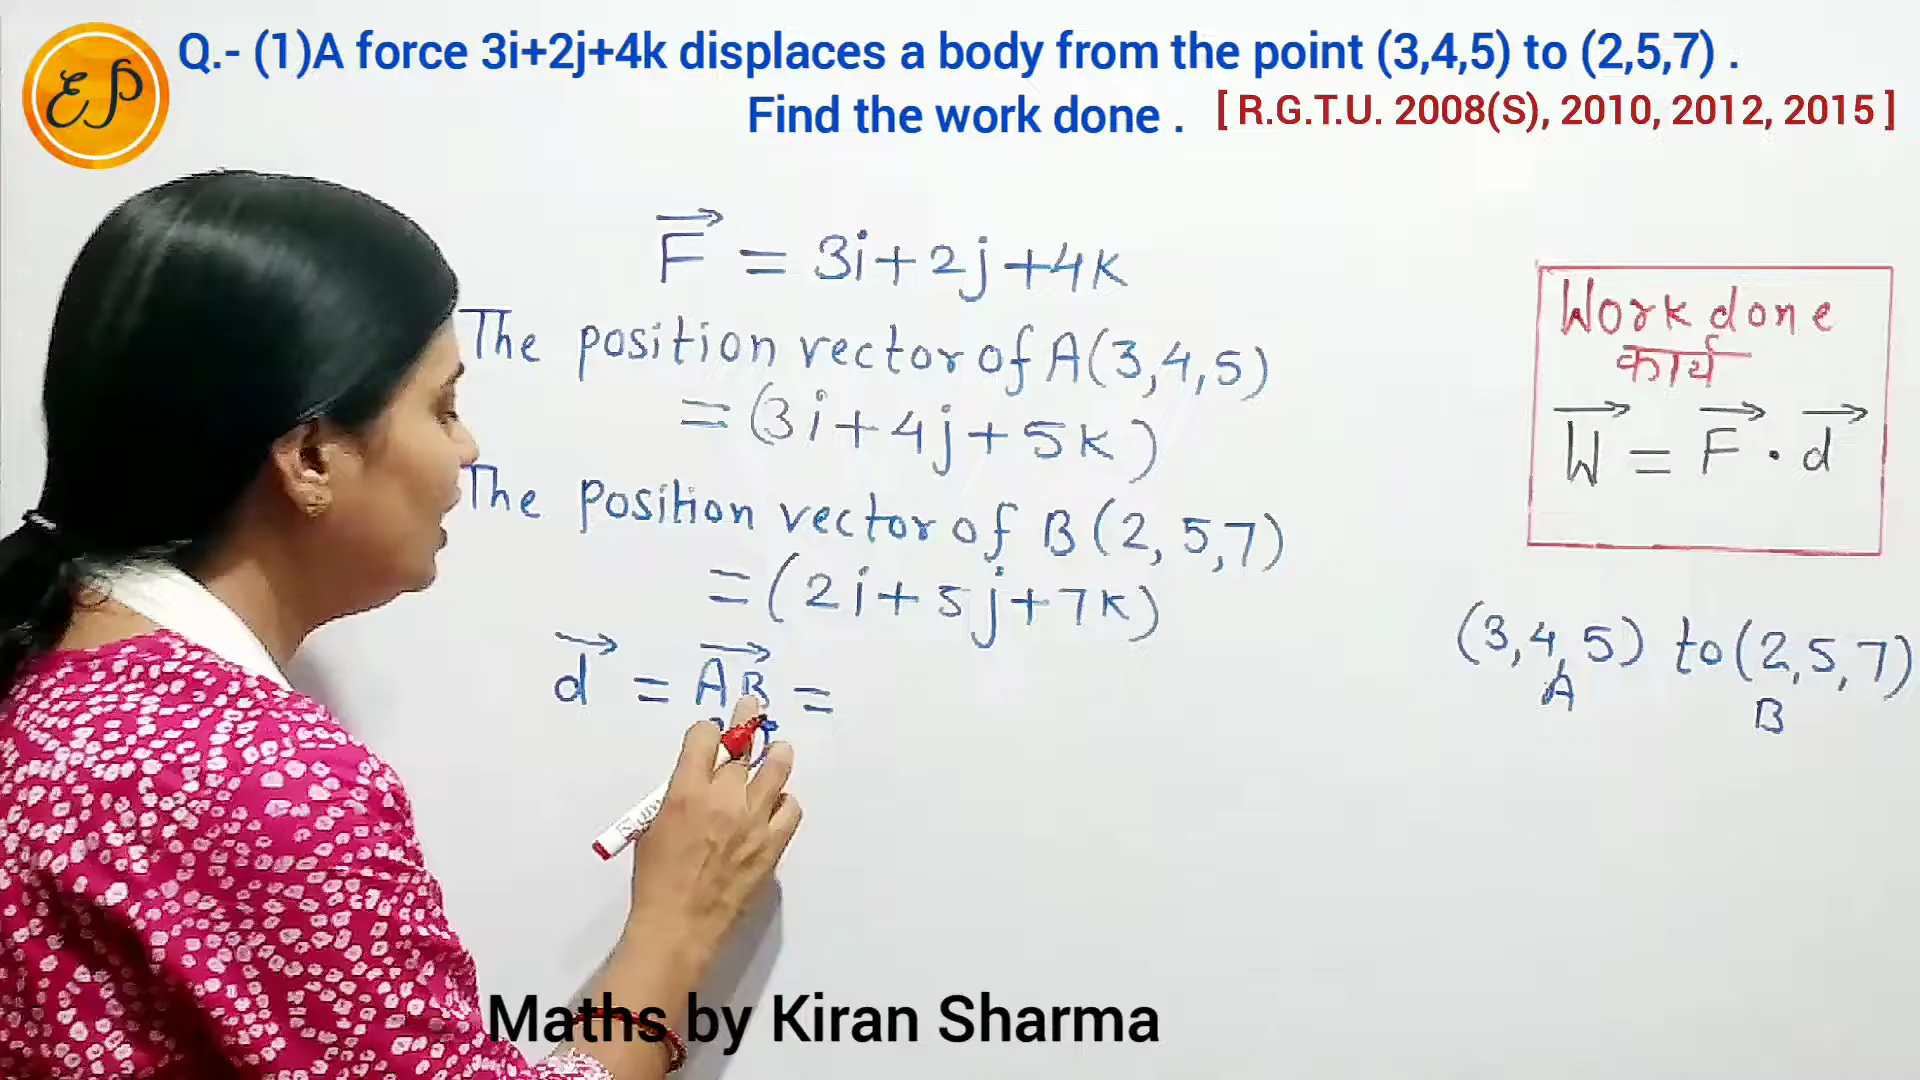 EP
Q.- (1)A force 3i+2j+4k displaces a body from the point (3,4,5) to (2,5,7) .
Find the work done . [ R.G.T.U. 2008(S), 2010, 2012, 2015 ]
F⃗ = 3i+2j+4k
The position vector of A(3,4,5)
=(3i+4j+5k)
The position vector of B(2,5,7)
=(2i+5j+7k)
d⃗ = AB⃗ =
Work done
कार्य
W⃗ = F⃗ . d⃗
(3,4,5) to (2,5,7)
A B
Maths by Kiran Sharma